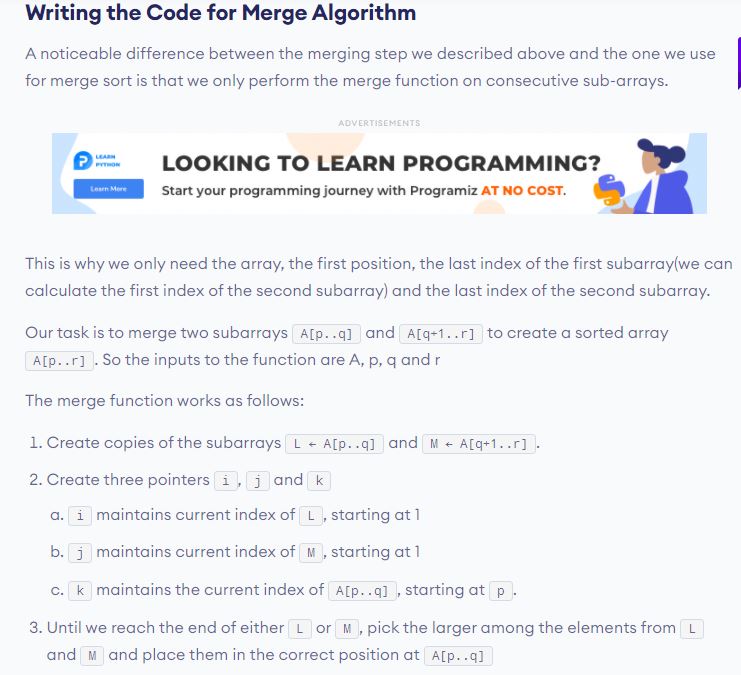 Writing the Code for Merge Algorithm
A noticeable difference between the merging step we described above and the one we use
for merge sort is that we only perform the merge function on consecutive sub-arrays.
ADVERTISEMENTS
LEARN
PYTHON
Learn More
LOOKING TO LEARN PROGRAMMING?
Start your programming journey with Programiz AT NO COST.
This is why we only need the array, the first position, the last index of the first subarray(we can
calculate the first index of the second subarray) and the last index of the second subarray.
Our task is to merge two subarrays A[p..q] and A[q+1..r] to create a sorted array
A[p..r]. So the inputs to the function are A, p, q and r
The merge function works as follows:
1. Create copies of the subarrays L ← A[p..q] and M ← A[q+1..r].
2. Create three pointers i, j and k
a. i maintains current index of L, starting at 1
b. j maintains current index of M, starting at 1
c. k maintains the current index of A[p..q], starting at p.
3. Until we reach the end of either L or M, pick the larger among the elements from L
and M and place them in the correct position at A[p..q]